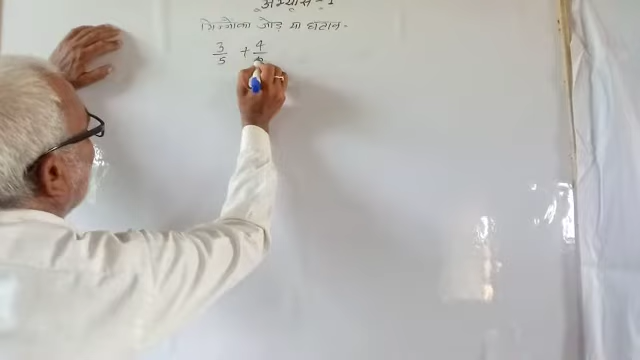 अभ्यास - 1
भिन्नों का जोड़ या घटाव -
3/5 + 4/